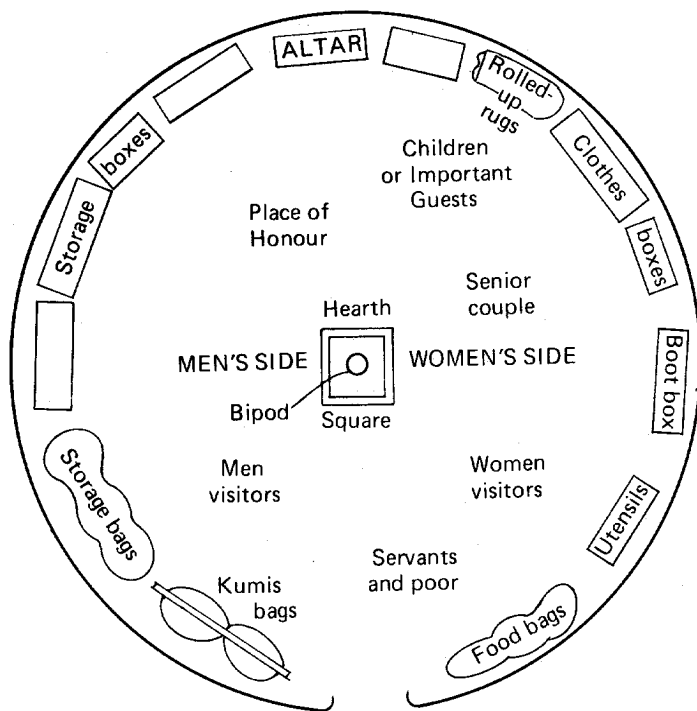 ALTAR
Rolled-
up
rugs
boxes
Clothes
Children
or Important
Guests
Place of
Honour
Storage
boxes
Senior
couple
Hearth
MEN'S SIDE
WOMEN'S SIDE
Boot box
Bipod
Square
Storage bags
Men
visitors
Women
visitors
Utensils
Servants
and poor
Kumis
bags
Food bags